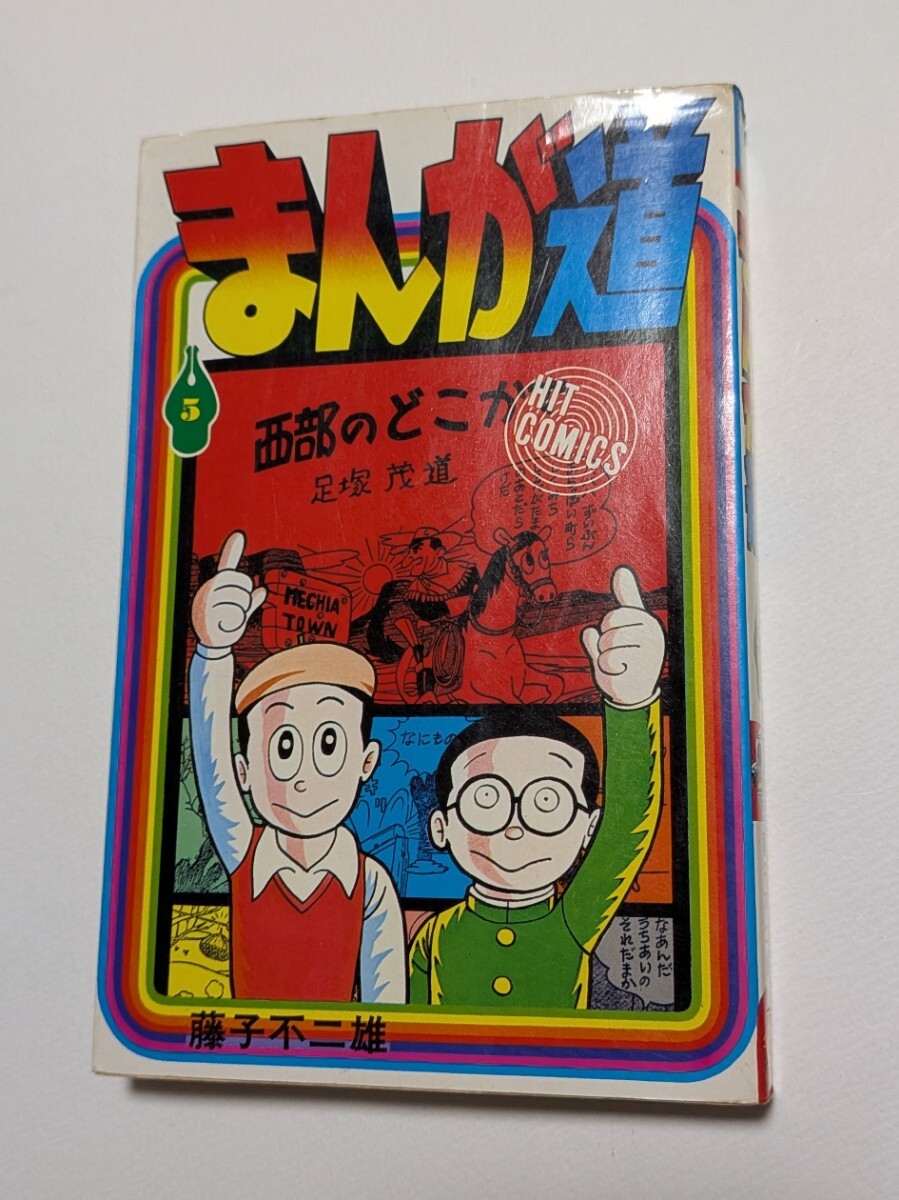 まんが道
5
西部のどこか
HIT
COMICS
足塚 茂道
MECHIA
TOWN
なにもの
なあんだ
うちあいの
それだまか
藤子不二雄